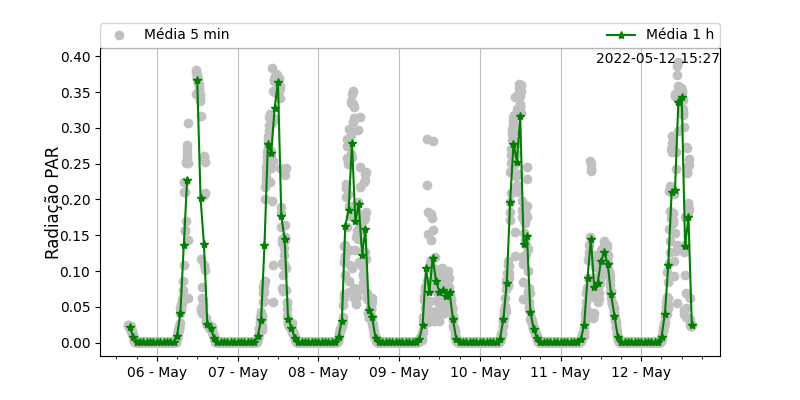 Média 5 min
Média 1 h
2022-05-12 15:27
Radiação PAR
0.40
0.35
0.30
0.25
0.20
0.15
0.10
0.05
0.00
06 - May
07 - May
08 - May
09 - May
10 - May
11 - May
12 - May